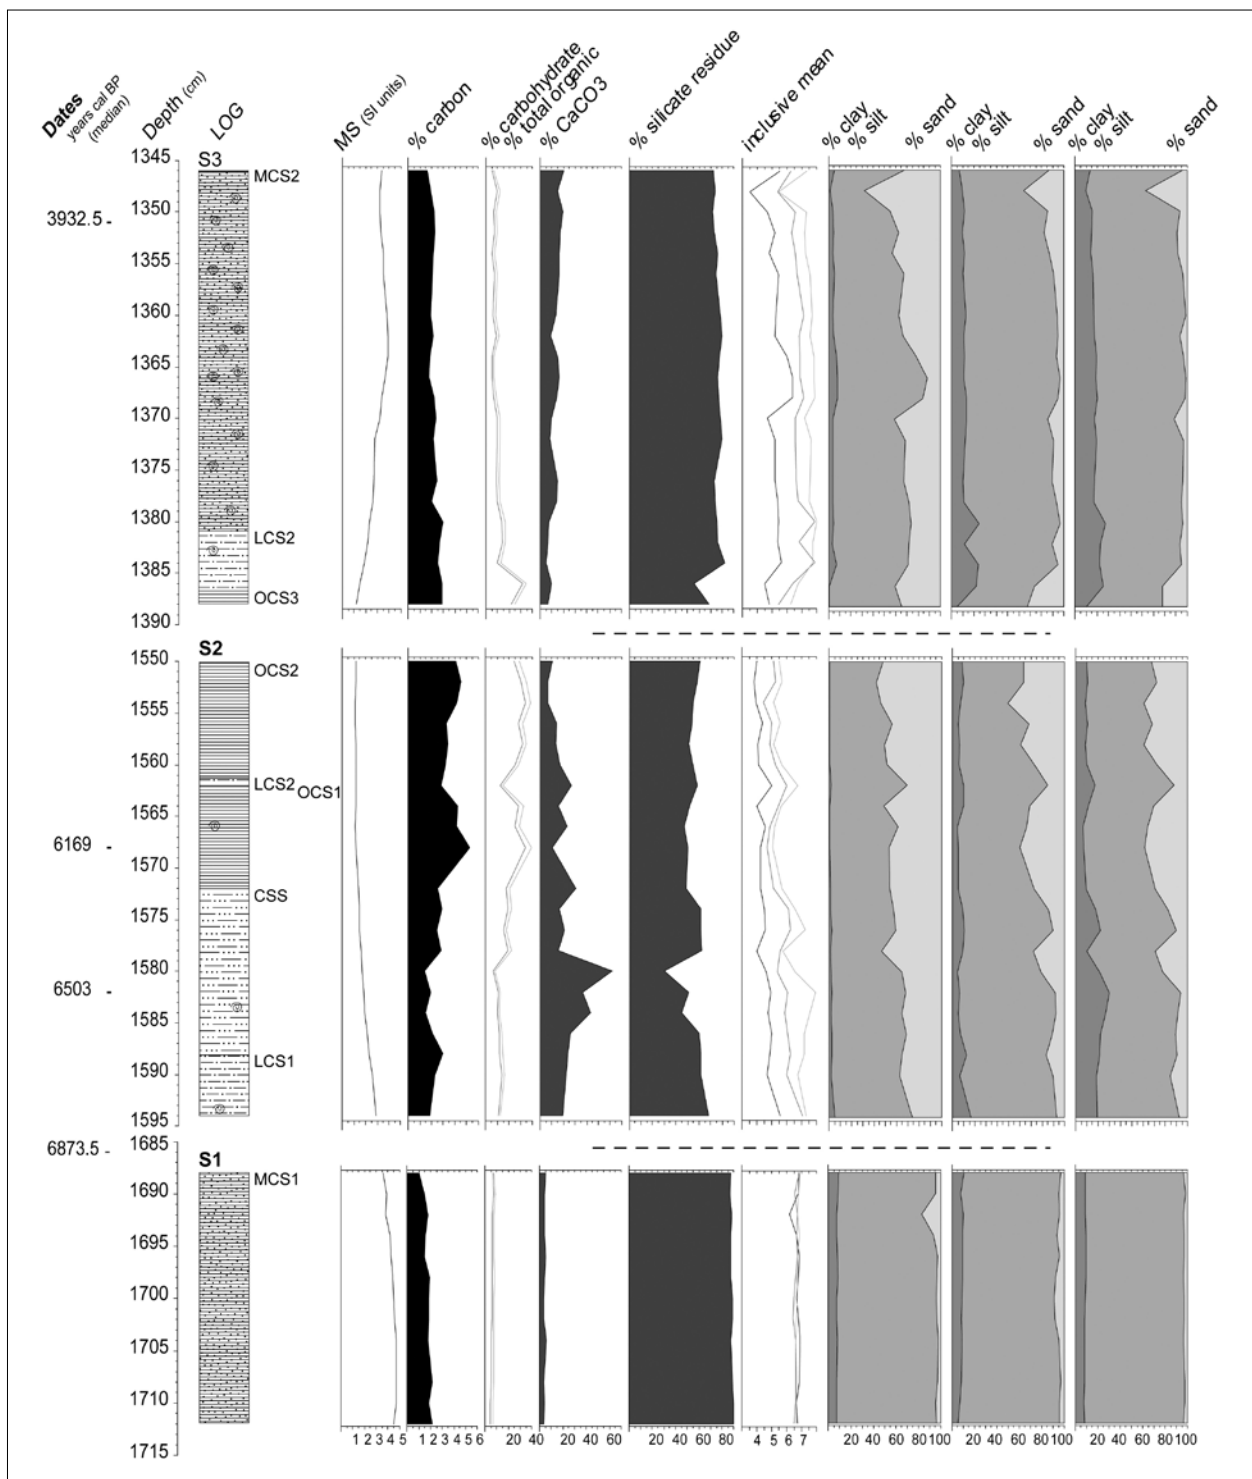 Dates
years cal BP
(median)
Depth (cm)
LOG
MS (SI units)
% carbon
% carbohydrate
% total organic
% CaCO3
% silicate residue
inclusive mean
% clay
% silt
% sand
% clay
% silt
% sand
% clay
% silt
% sand
1345
S3
MCS2
3932.5
1350
1355
1360
1365
1370
1375
1380
LCS2
1385
OCS3
1390
S2
1550
OCS2
1555
1560
LCS2
OCS1
1565
6169
1570
CSS
1575
1580
6503
1585
LCS1
1590
1595
6873.5
1685
S1
MCS1
1690
1695
1700
1705
1710
1715
1 2 3 4 5
1 2 3 4 5 6
20
20 40 60
20 40 60 80
4 5 6 7
20 40 60 80 100
20 40 60 80 100
20 40 60 80 100